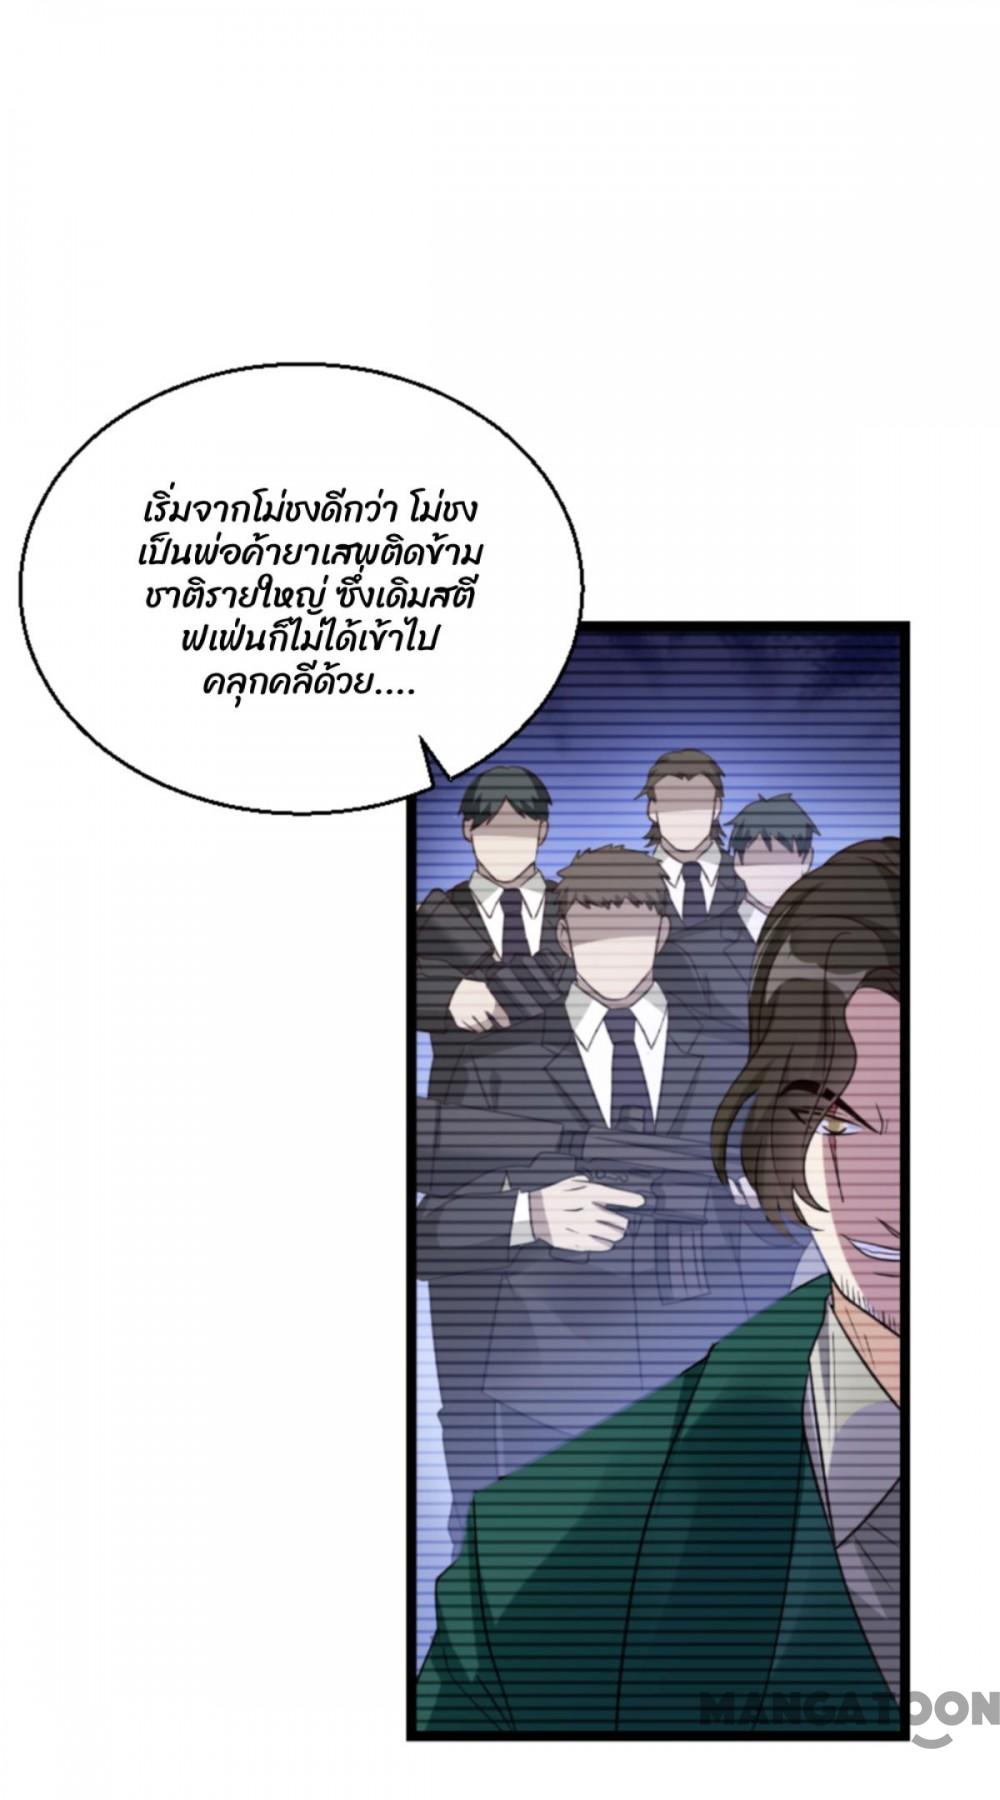 เริ่มจากโม่ชงดีกว่า โม่ชง
เป็นพ่อค้ายาเสพติดข้าม
ชาติรายใหญ่ ซึ่งเดิมสตี
ฟเฟ่นก็ไม่ได้เข้าไป
คลุกคลีด้วย....
MANGATOON